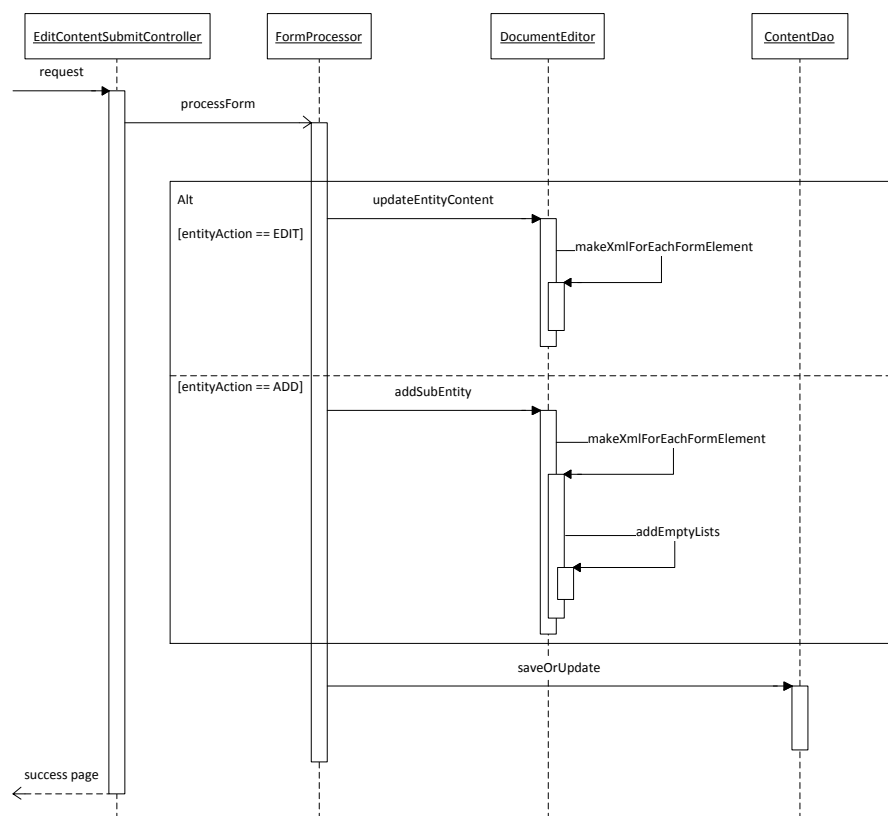 EditContentSubmitController
FormProcessor
DocumentEditor
ContentDao
request
processForm
Alt
updateEntityContent
[entityAction == EDIT]
makeXmlForEachFormElement
[entityAction == ADD]
addSubEntity
makeXmlForEachFormElement
addEmptyLists
saveOrUpdate
success page